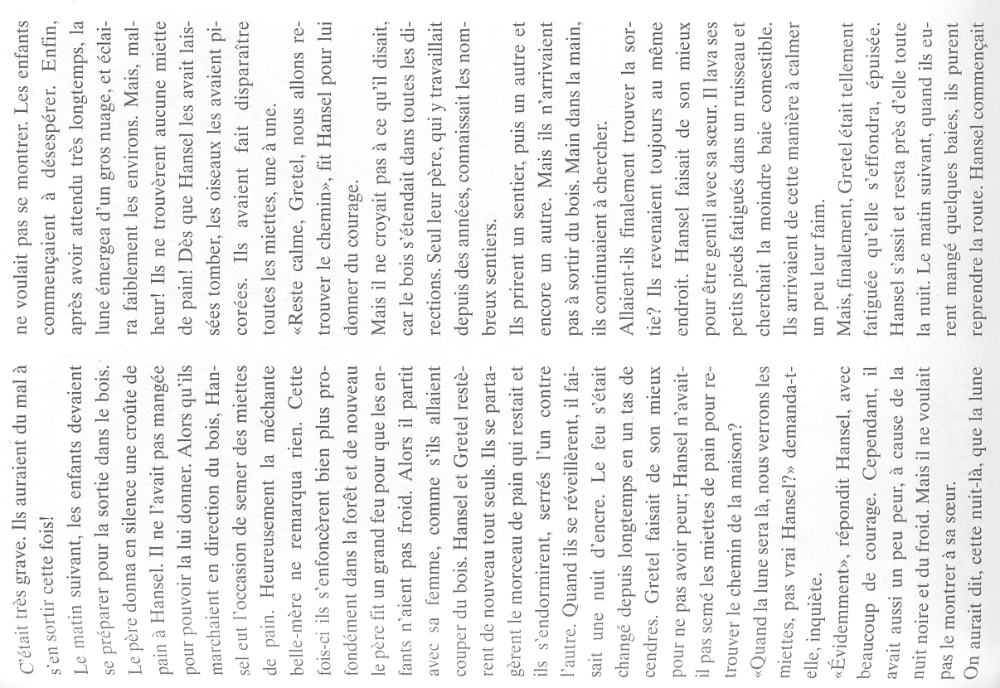 C'était très grave. Ils auraient du mal à
s'en sortir cette fois!
Le matin suivant, les enfants devaient
se préparer pour la sortie dans le bois.
Le père donna en silence une croûte de
pain à Hansel. Il ne l'avait pas mangée
pour pouvoir la lui donner. Alors qu'ils
marchaient en direction du bois, Han-
sel eut l'occasion de semer des miettes
de pain. Heureusement la méchante
belle-mère ne remarqua rien. Cette
fois-ci ils s'enfoncèrent bien plus pro-
fondément dans la forêt et de nouveau
le père fit un grand feu pour que les en-
fants n'aient pas froid. Alors il partit
avec sa femme, comme s'ils allaient
couper du bois. Hansel et Gretel restè-
rent de nouveau tout seuls. Ils se parta-
gèrent le morceau de pain qui restait et
ils s'endormirent, serrés l'un contre
l'autre. Quand ils se réveillèrent, il fai-
sait une nuit d'encre. Le feu s'était
changé depuis longtemps en un tas de
cendres. Gretel faisait de son mieux
pour ne pas avoir peur; Hansel n'avait-
il pas semé les miettes de pain pour re-
trouver le chemin de la maison?
«Quand la lune sera là, nous verrons les
miettes, pas vrai Hansel?» demanda-t
elle, inquiète.
«Évidemment», répondit Hansel, avec
beaucoup de courage. Cependant, il
avait aussi un peu peur, à cause de la
nuit noire et du froid. Mais il ne voulait
pas le montrer à sa sœur.
On aurait dit, cette nuit-là, que la lune
ne voulait pas se montrer. Les enfants
commençaient à désespérer. Enfin,
après avoir attendu très longtemps, la
lune émergea d'un gros nuage, et éclai-
ra faiblement les environs. Mais, mal-
heur! Ils ne trouvèrent aucune miette
de pain! Dès que Hansel les avait lais-
sées tomber, les oiseaux les avaient pi-
corées. Ils avaient fait disparaître
toutes les miettes, une à une.
«Reste calme, Gretel, nous allons re-
trouver le chemin», fit Hansel pour lui
donner du courage.
Mais il ne croyait pas à ce qu'il disait,
car le bois s'étendait dans toutes les di-
rections. Seul leur père, qui y travaillait
depuis des années, connaissait les nom-
breux sentiers.
Ils prirent un sentier, puis un autre et
encore un autre. Mais ils n'arrivaient
pas à sortir du bois. Main dans la main,
ils continuaient à chercher.
Allaient-ils finalement trouver la sor-
tie? Ils revenaient toujours au même
endroit. Hansel faisait de son mieux
pour être gentil avec sa sœur. Il lava ses
petits pieds fatigués dans un ruisseau et
cherchait la moindre baie comestible.
Ils arrivaient de cette manière à calmer
un peu leur faim.
Mais, finalement, Gretel était tellement
fatiguée qu'elle s'effondra, épuisée.
Hansel s'assit et resta près d'elle toute
la nuit. Le matin suivant, quand ils eu-
rent mangé quelques baies, ils purent
reprendre la route. Hansel commençait